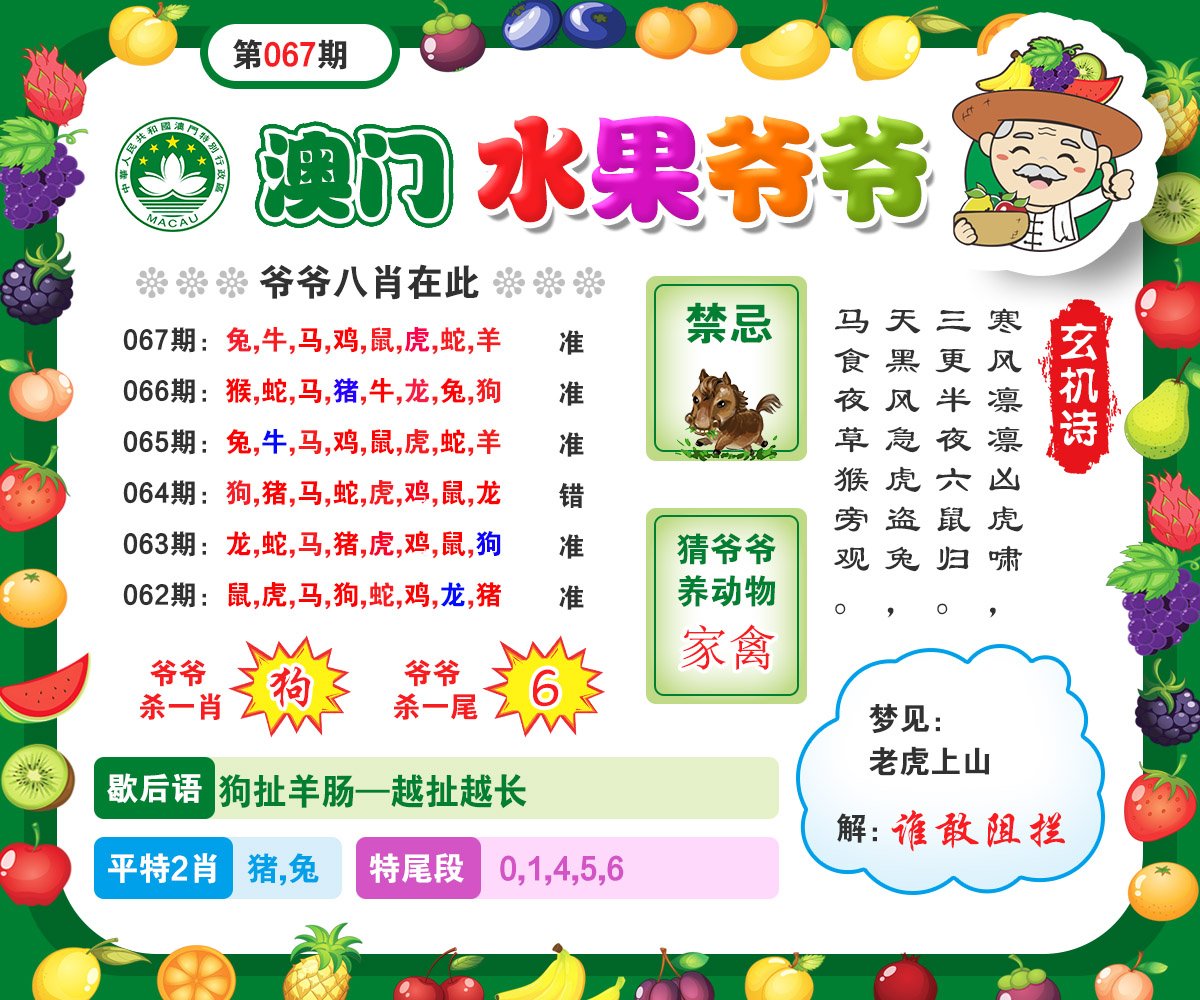 第067期
中華人民共和國澳門特別行政區
MACAU
澳门 水果爷爷
爷爷八肖在此
067期: 兔,牛,马,鸡,鼠,虎,蛇,羊 准
066期: 猴,蛇,马,猪,牛,龙,兔,狗 准
065期: 兔,牛,马,鸡,鼠,虎,蛇,羊 准
064期: 狗,猪,马,蛇,虎,鸡,鼠,龙 错
063期: 龙,蛇,马,猪,虎,鸡,鼠,狗 准
062期: 鼠,虎,马,狗,蛇,鸡,龙,猪 准
爷爷
杀一肖
狗
爷爷
杀一尾
6
禁忌
猜爷爷
养动物
家禽
玄机诗
寒风凛凛凶虎啸,
三更半夜六鼠归。
天黑风急虎盗兔,
马食夜草猴旁观。
歇后语 狗扯羊肠—越扯越长
平特2肖 猪,兔
特尾段 0,1,4,5,6
梦见:
老虎上山
解: 谁敢阻拦